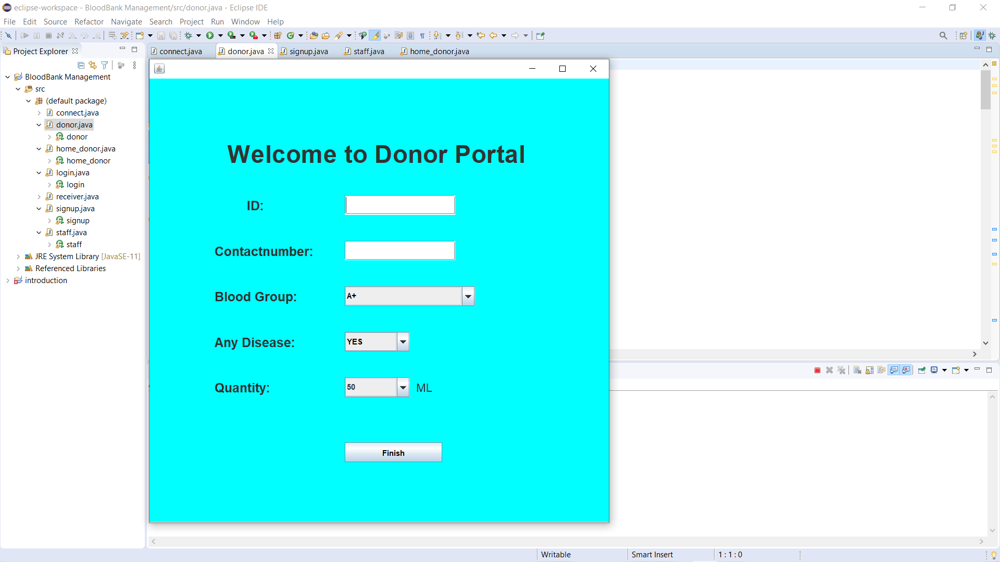 eclipse-workspace - BloodBank Management/src/donor.java - Eclipse IDE
File Edit Source Refactor Navigate Search Project Run Window Help
Project Explorer
connect.java donor.java signup.java staff.java home_donor.java
BloodBank Management
src
(default package)
connect.java
donor.java
donor
home_donor.java
home_donor
login.java
login
receiver.java
signup.java
signup
staff.java
staff
JRE System Library [JavaSE-11]
Referenced Libraries
introduction
Welcome to Donor Portal
ID:
Contactnumber:
Blood Group: A+
Any Disease: YES
Quantity: 50 ML
Finish
Writable Smart Insert 1 : 1 : 0